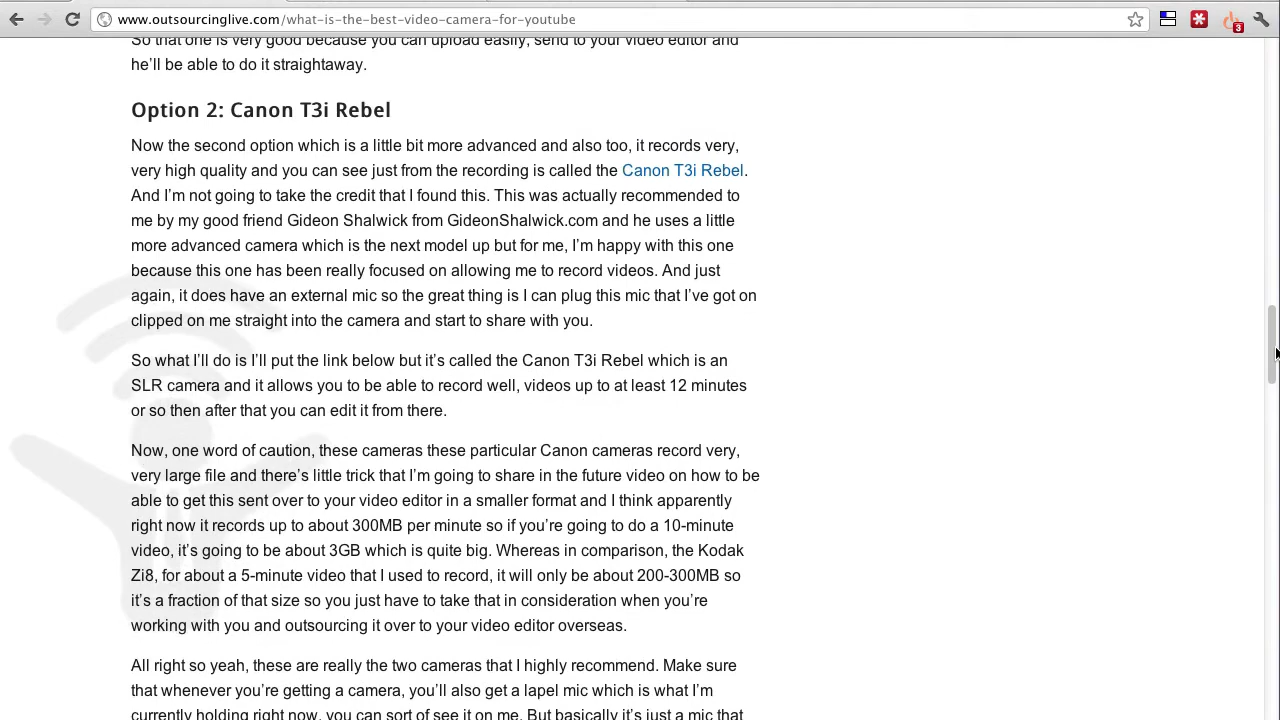 www.outsourcinglive.com/what-is-the-best-video-camera-for-youtube
3
So that one is very good because you can upload easily, send to your video editor and
he’ll be able to do it straightaway.
Option 2: Canon T3i Rebel
Now the second option which is a little bit more advanced and also too, it records very,
very high quality and you can see just from the recording is called the Canon T3i Rebel.
And I’m not going to take the credit that I found this. This was actually recommended to
me by my good friend Gideon Shalwick from GideonShalwick.com and he uses a little
more advanced camera which is the next model up but for me, I’m happy with this one
because this one has been really focused on allowing me to record videos. And just
again, it does have an external mic so the great thing is I can plug this mic that I’ve got on
clipped on me straight into the camera and start to share with you.
So what I’ll do is I’ll put the link below but it’s called the Canon T3i Rebel which is an
SLR camera and it allows you to be able to record well, videos up to at least 12 minutes
or so then after that you can edit it from there.
Now, one word of caution, these cameras these particular Canon cameras record very,
very large file and there’s little trick that I’m going to share in the future video on how to be
able to get this sent over to your video editor in a smaller format and I think apparently
right now it records up to about 300MB per minute so if you’re going to do a 10-minute
video, it’s going to be about 3GB which is quite big. Whereas in comparison, the Kodak
Zi8, for about a 5-minute video that I used to record, it will only be about 200-300MB so
it’s a fraction of that size so you just have to take that in consideration when you’re
working with you and outsourcing it over to your video editor overseas.
All right so yeah, these are really the two cameras that I highly recommend. Make sure
that whenever you’re getting a camera, you’ll also get a lapel mic which is what I’m
currently holding right now, you can sort of see it on me. But basically it’s just a mic that